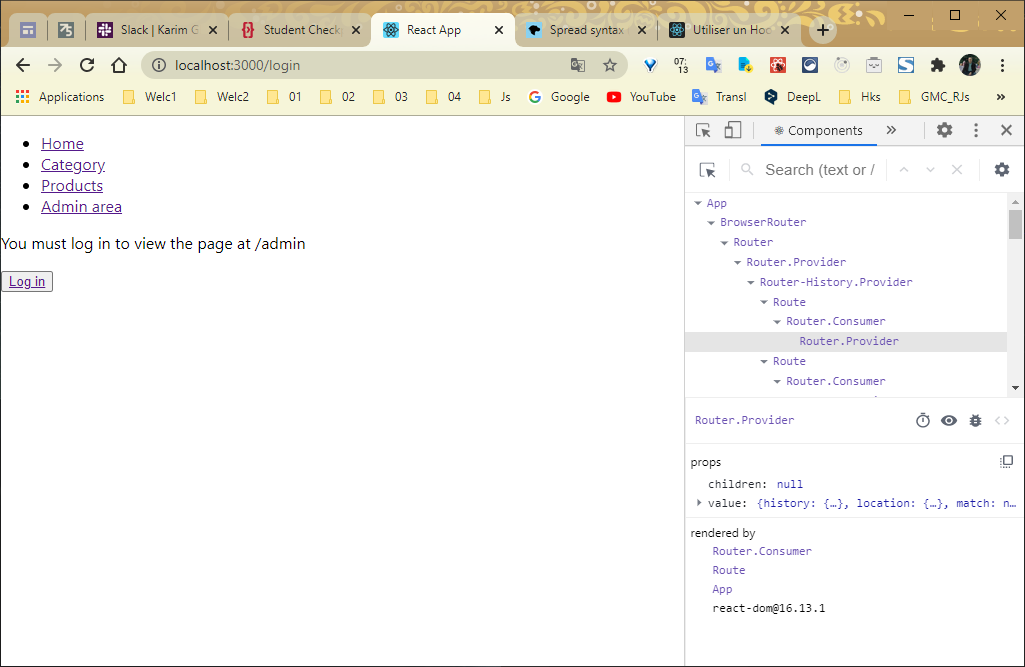 75
Slack | Karim G
Student Check
React App
Spread syntax
Utiliser un Hoo
localhost:3000/login
07:
13
Applications
Welc1
Welc2
01
02
03
04
Js
Google
YouTube
Transl
DeepL
Hks
GMC_RJs
»
Home
Category
Products
Admin area
You must log in to view the page at /admin
Log in
Components
»
Search (text or /
App
BrowserRouter
Router
Router.Provider
Router-History.Provider
Route
Router.Consumer
Router.Provider
Route
Router.Consumer
Router.Provider
props
children: null
value: {history: {…}, location: {…}, match: n…
rendered by
Router.Consumer
Route
App
react-dom@16.13.1